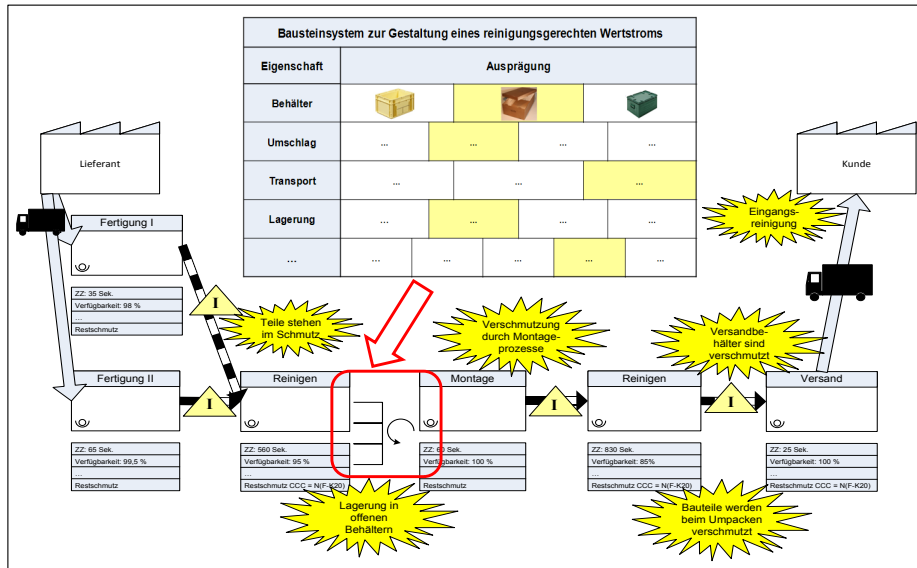 Bausteinsystem zur Gestaltung eines reinigungsgerechten Wertstroms
Eigenschaft
Ausprägung
Behälter
Umschlag
...
...
...
...
Transport
...
...
...
Lagerung
...
...
...
...
...
...
...
...
...
...
Lieferant
Kunde
Eingangs-
reinigung
Fertigung I
ZZ: 35 Sek.
Verfügbarkeit: 98 %
...
Restschmutz
I
Teile stehen
im Schmutz
Verschmutzung
durch Montage-
prozesse
Versandbe-
hälter sind
verschmutzt
Fertigung II
ZZ: 65 Sek.
Verfügbarkeit: 99,5 %
...
Restschmutz
I
Reinigen
ZZ: 560 Sek.
Verfügbarkeit: 95 %
...
Restschmutz CCC = N(F-K20)
Montage
ZZ: 60 Sek.
Verfügbarkeit: 100 %
...
Restschmutz
I
Reinigen
ZZ: 830 Sek.
Verfügbarkeit: 85%
...
Restschmutz CCC = N(F-K20)
I
Versand
ZZ: 25 Sek.
Verfügbarkeit: 100 %
...
Restschmutz CCC = N(F-K20)
Lagerung in
offenen
Behältern
Bauteile werden
beim Umpacken
verschmutzt